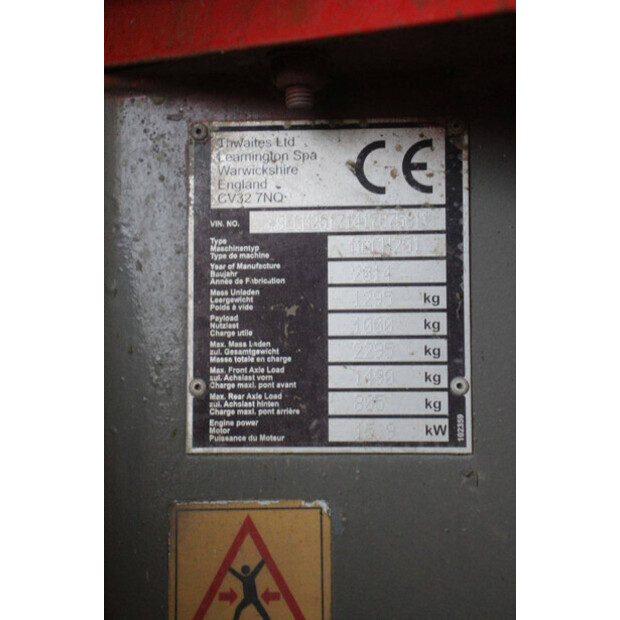 Thwaites Ltd
Leamington Spa
Warwickshire
England
CV32 7NQ
CE
VIN. NO.
Type
Maschinentyp
Type de machine
Year of Manufacture
Baujahr
Année de Fabrication
2014
Mass Unladen
Leergewicht
Poids à vide
1295 kg
Payload
Nutzlast
Charge utile
1000 kg
Max. Mass Laden
zul. Gesamtgewicht
Masse totale en charge
2295 kg
Max. Front Axle Load
zul. Achslast vorn
Charge maxi. pont avant
kg
Max. Rear Axle Load
zul. Achslast hinten
Charge maxi. pont arrière
kg
Engine power
Motor
Puissance du Moteur
kW
102359